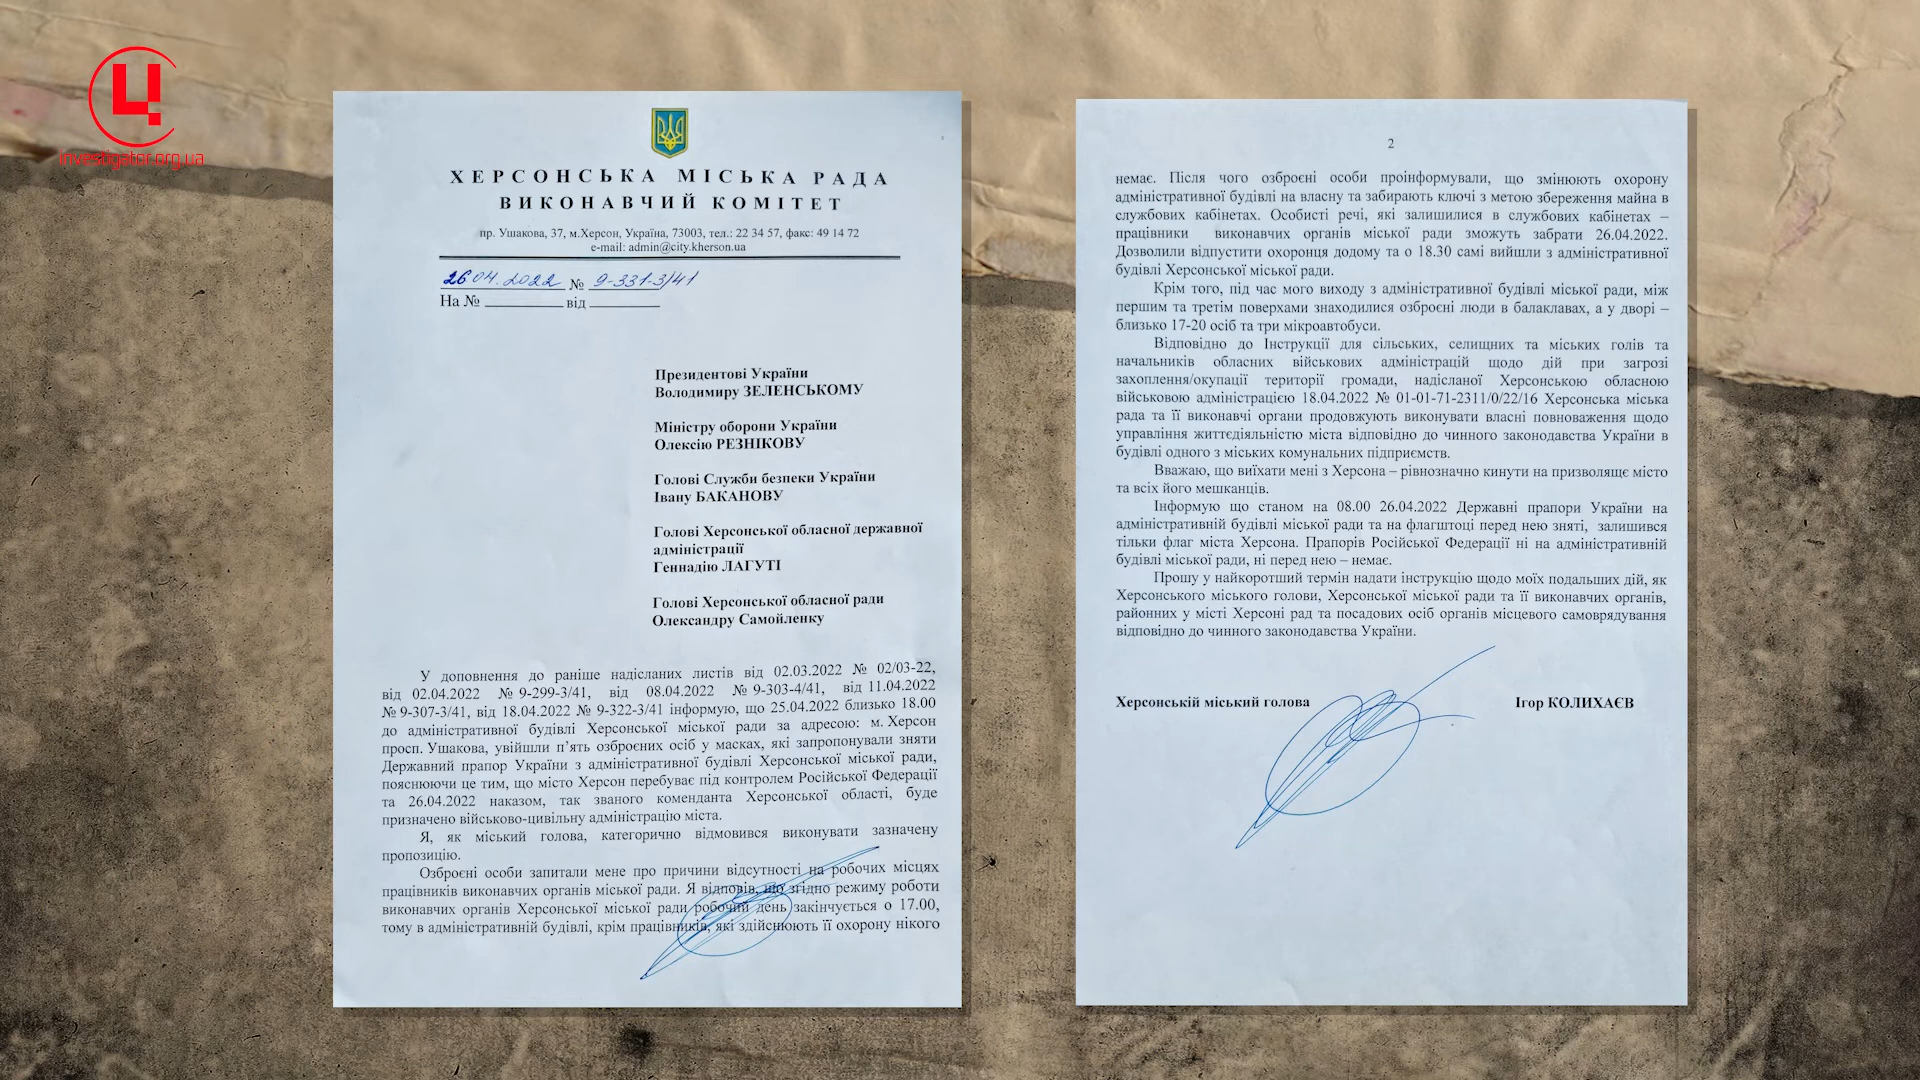 Ц
investigator.org.ua
ХЕРСОНСЬКА МІСЬКА РАДА
ВИКОНАВЧИЙ КОМІТЕТ
пр. Ушакова, 37, м.Херсон, Україна, 73003, тел.: 22 34 57, факс: 49 14 72
e-mail: admin@city.kherson.ua
26.04.2022 № 9-331-3/41
На № ________ від ________
Президентові України
Володимиру ЗЕЛЕНСЬКОМУ
Міністру оборони України
Олексію РЕЗНІКОВУ
Голові Служби безпеки України
Івану БАКАНОВУ
Голові Херсонської обласної державної
адміністрації
Геннадію ЛАГУТІ
Голові Херсонської обласної ради
Олександру Самойленку
У доповнення до раніше надісланих листів від 02.03.2022 № 02/03-22,
від 02.04.2022 № 9-299-3/41, від 08.04.2022 № 9-303-4/41, від 11.04.2022
№ 9-307-3/41, від 18.04.2022 № 9-322-3/41 інформую, що 25.04.2022 близько 18.00
до адміністративної будівлі Херсонської міської ради за адресою: м. Херсон
просп. Ушакова, увійшли п’ять озброєних осіб у масках, які запропонували зняти
Державний прапор України з адміністративної будівлі Херсонської міської ради,
пояснюючи це тим, що місто Херсон перебуває під контролем Російської Федерації
та 26.04.2022 наказом, так званого коменданта Херсонської області, буде
призначено військово-цивільну адміністрацію міста.
Я, як міський голова, категорично відмовився виконувати зазначену
пропозицію.
Озброєні особи запитали мене про причини відсутності на робочих місцях
працівників виконавчих органів міської ради. Я відповів, що згідно режиму роботи
виконавчих органів Херсонської міської ради робочий день закінчується о 17.00,
тому в адміністративній будівлі, крім працівників, які здійснюють її охорону нікого
2
немає. Після чого озброєні особи проінформували, що змінюють охорону
адміністративної будівлі на власну та забирають ключі з метою збереження майна в
службових кабінетах. Особисті речі, які залишилися в службових кабінетах –
працівники виконавчих органів міської ради зможуть забрати 26.04.2022.
Дозволили відпустити охоронця додому та о 18.30 самі вийшли з адміністративної
будівлі Херсонської міської ради.
Крім того, під час мого виходу з адміністративної будівлі міської ради, між
першим та третім поверхами знаходилися озброєні люди в балаклавах, а у дворі –
близько 17-20 осіб та три мікроавтобуси.
Відповідно до Інструкції для сільських, селищних та міських голів та
начальників обласних військових адміністрацій щодо дій при загрозі
захоплення/окупації території громади, надісланої Херсонською обласною
військовою адміністрацією 18.04.2022 № 01-01-71-2311/0/22/16 Херсонська міська
рада та її виконавчі органи продовжують виконувати власні повноваження щодо
управління життєдіяльністю міста відповідно до чинного законодавства України в
будівлі одного з міських комунальних підприємств.
Вважаю, що виїхати мені з Херсона – рівнозначно кинути на призволяще місто
та всіх його мешканців.
Інформую що станом на 08.00 26.04.2022 Державні прапори України на
адміністративній будівлі міської ради та на флагштоці перед нею зняті, залишився
тільки флаг міста Херсона. Прапорів Російської Федерації ні на адміністративній
будівлі міської ради, ні перед нею – немає.
Прошу у найкоротший термін надати інструкцію щодо моїх подальших дій, як
Херсонського міського голови, Херсонської міської ради та її виконавчих органів,
районних у місті Херсоні рад та посадових осіб органів місцевого самоврядування
відповідно до чинного законодавства України.
Херсонській міський голова Ігор КОЛИХАЄВ